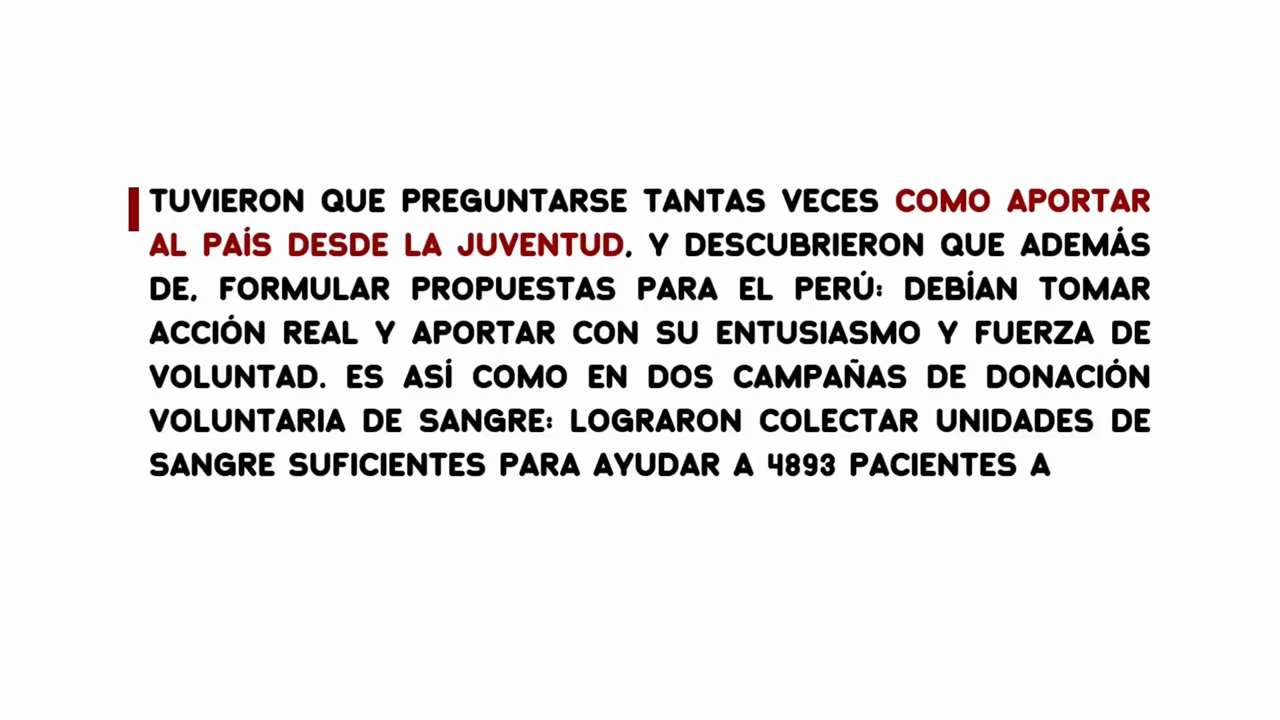 TUVIERON QUE PREGUNTARSE TANTAS VECES COMO APORTAR
AL PAÍS DESDE LA JUVENTUD, Y DESCUBRIERON QUE ADEMÁS
DE, FORMULAR PROPUESTAS PARA EL PERÚ: DEBÍAN TOMAR
ACCIÓN REAL Y APORTAR CON SU ENTUSIASMO Y FUERZA DE
VOLUNTAD. ES ASÍ COMO EN DOS CAMPAÑAS DE DONACIÓN
VOLUNTARIA DE SANGRE: LOGRARON COLECTAR UNIDADES DE
SANGRE SUFICIENTES PARA AYUDAR A 4893 PACIENTES A